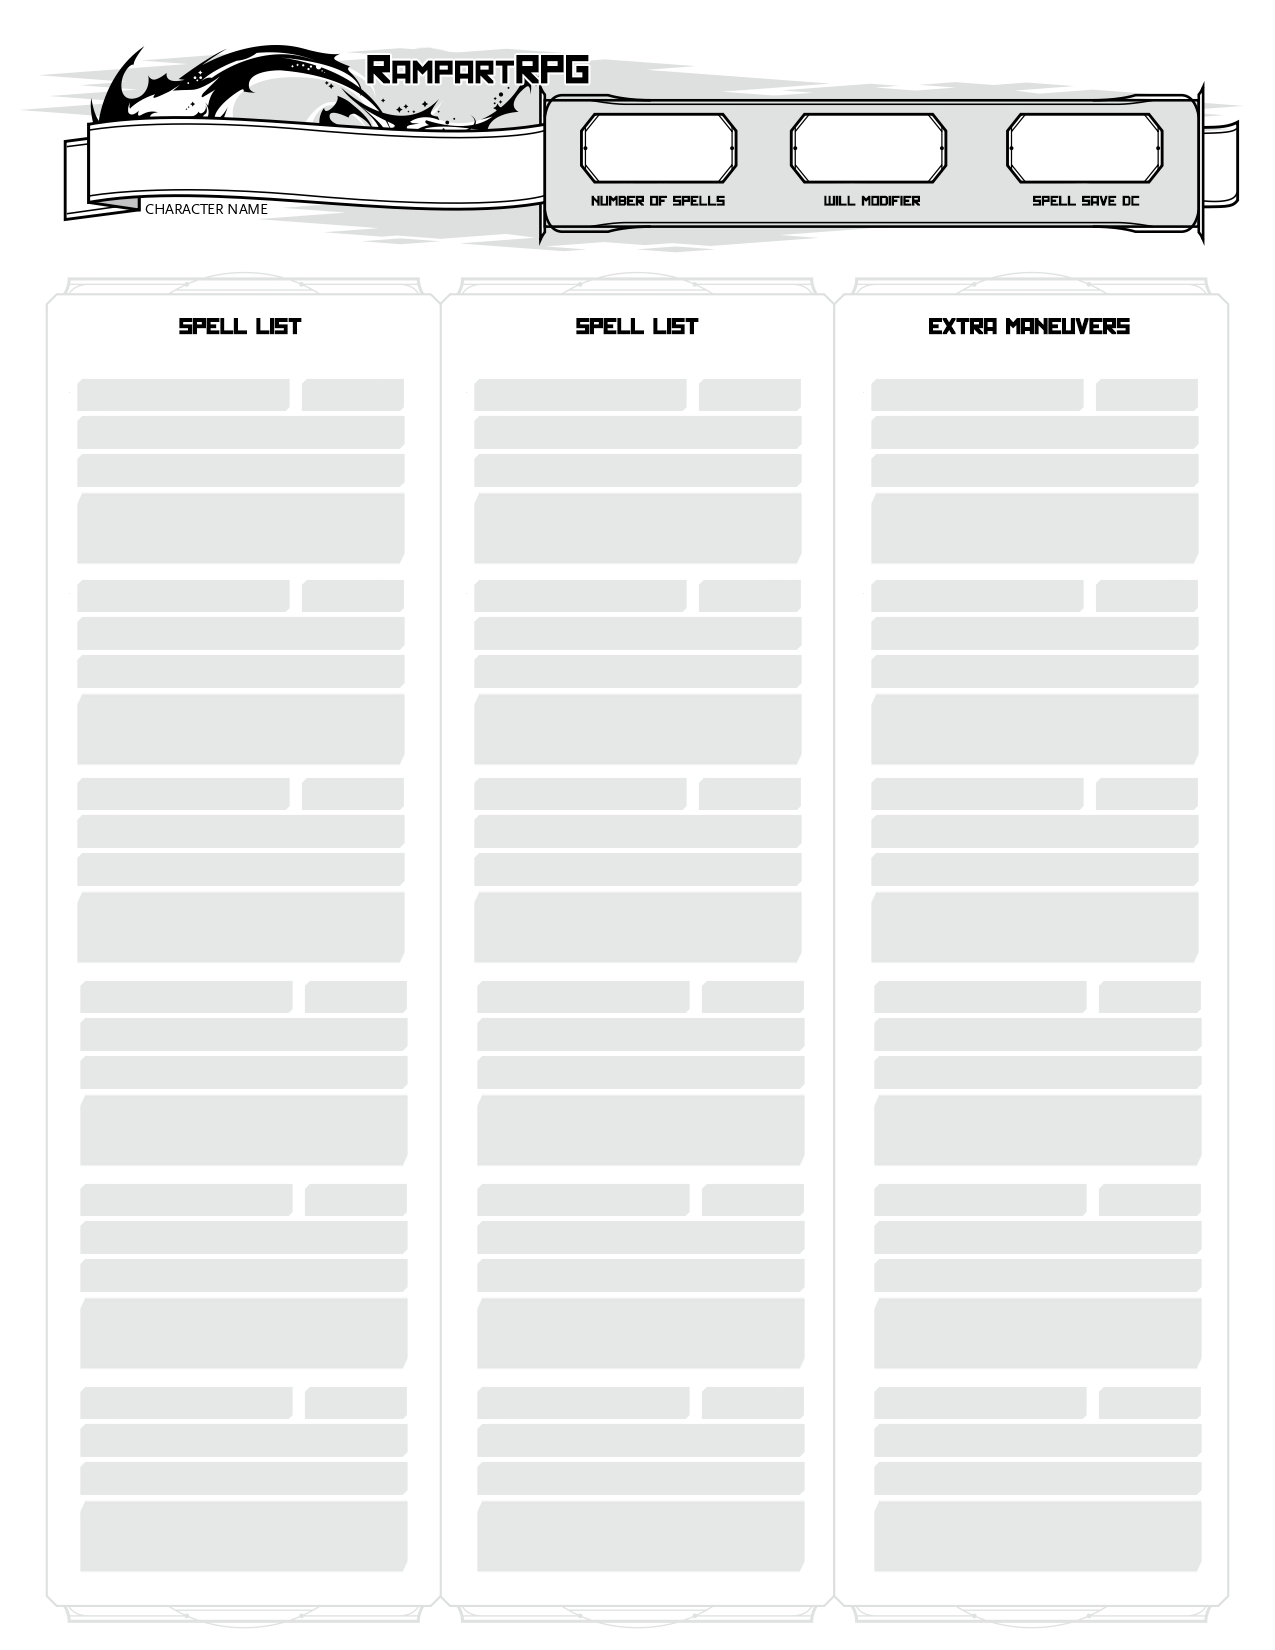 RAMPARTRPG
NUMBER OF SPELLS
WILL MODIFIER
SPELL SAVE DC
CHARACTER NAME
SPELL LIST
SPELL LIST
EXTRA MANEUVERS